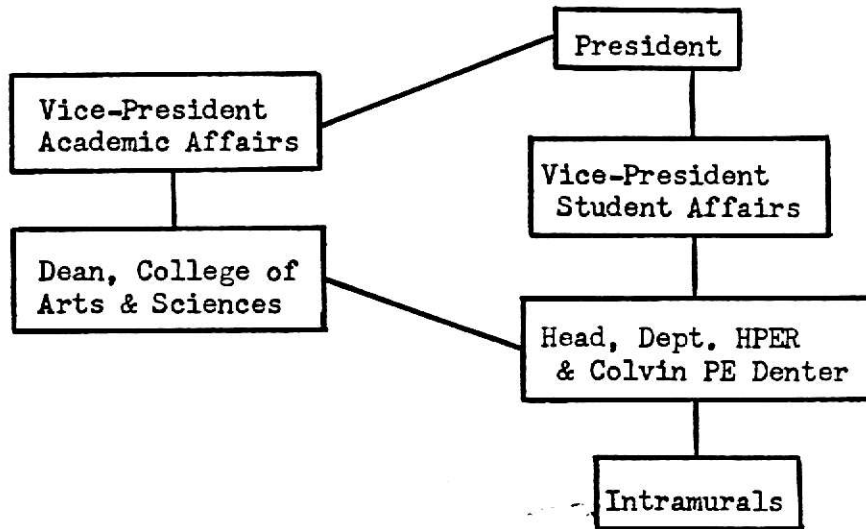 President
Vice-President
Academic Affairs
Vice-President
Student Affairs
Dean, College of
Arts & Sciences
Head, Dept. HPER
& Colvin PE Denter
Intramurals